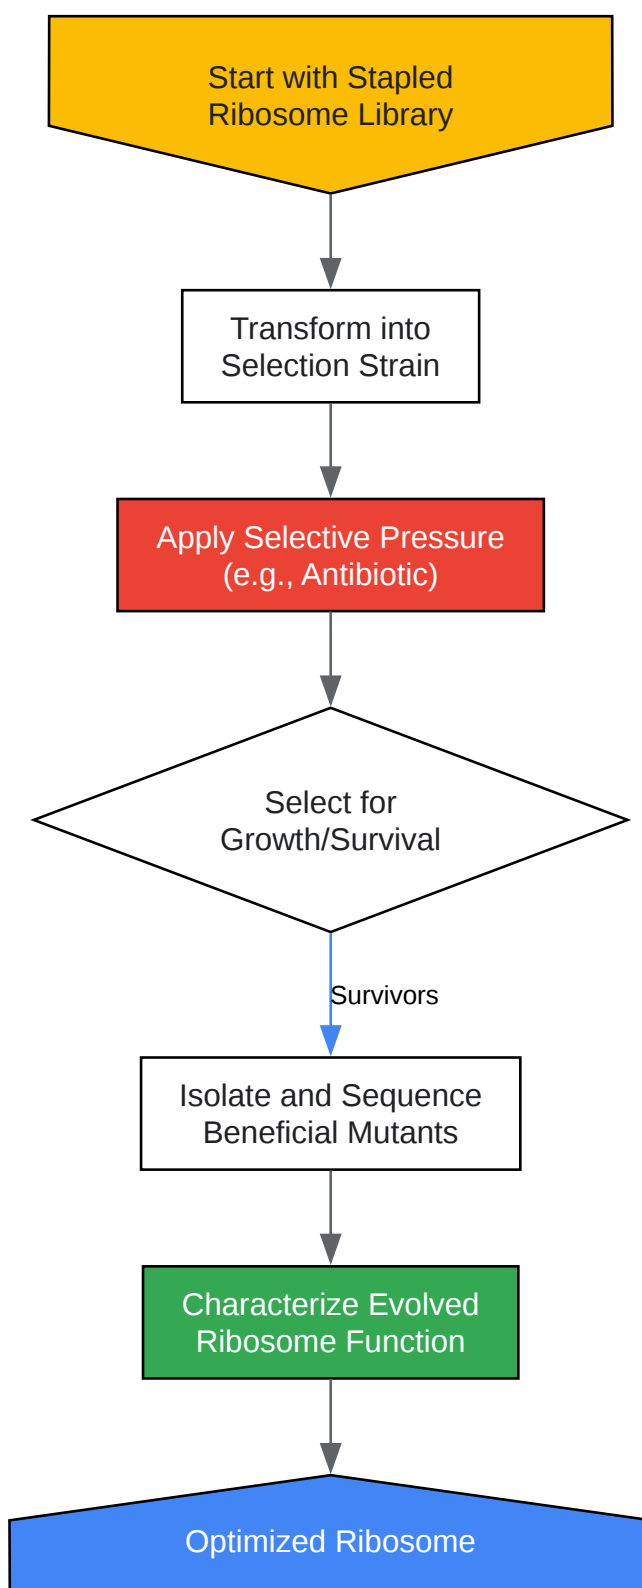 Start with Stapled
Ribosome Library
Transform into
Selection Strain
Apply Selective Pressure
(e.g., Antibiotic)
Select for
Growth/Survival
Survivors
Isolate and Sequence
Beneficial Mutants
Characterize Evolved
Ribosome Function
Optimized Ribosome